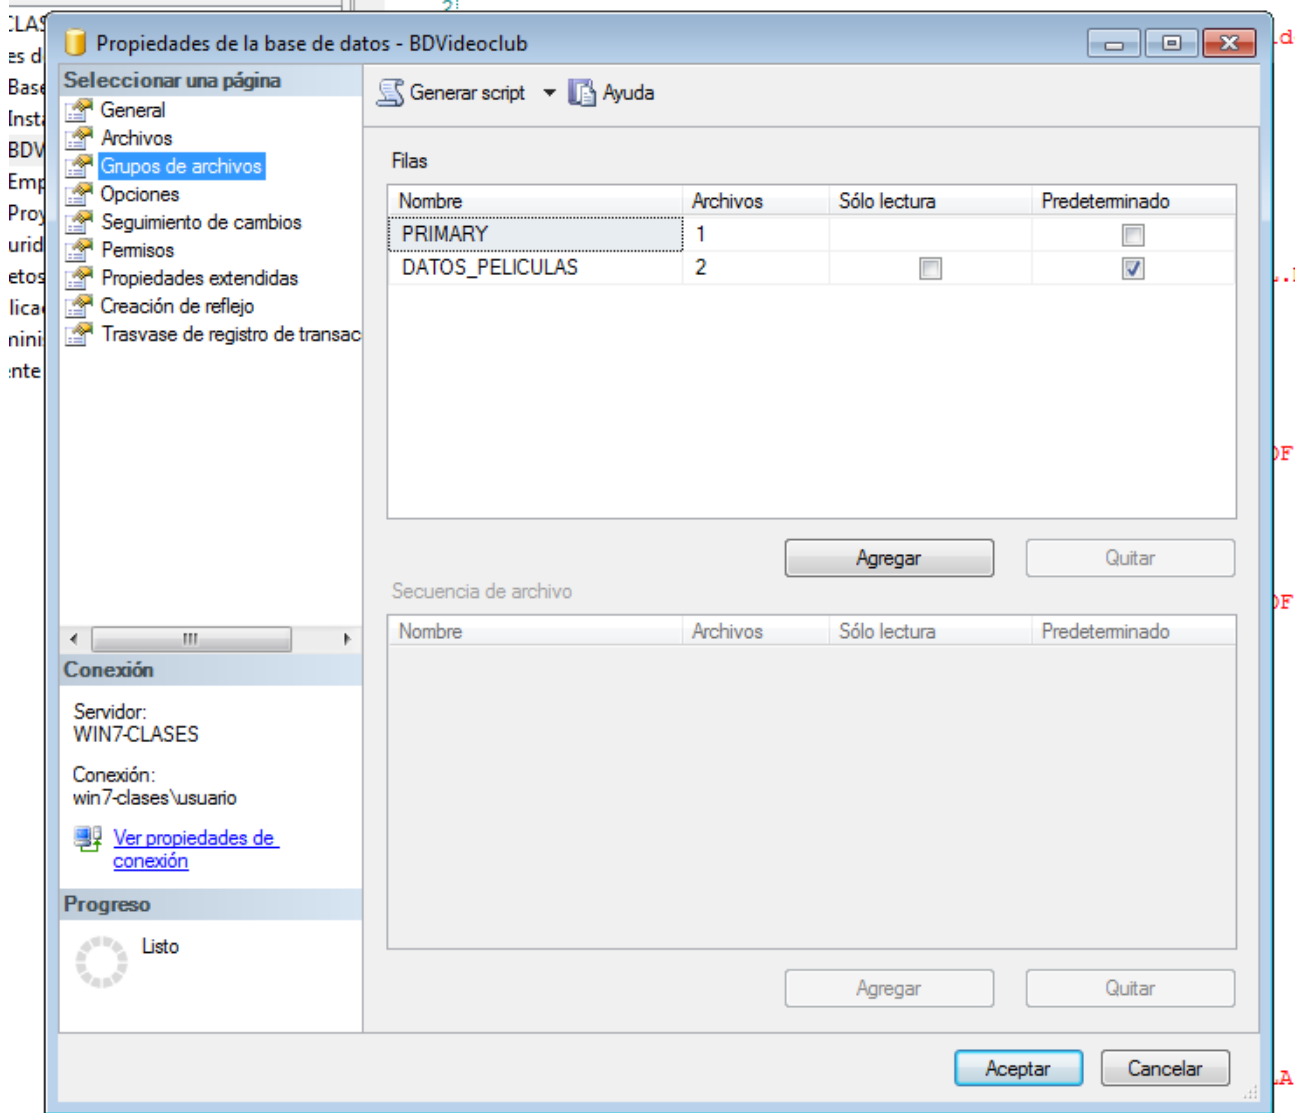 Propiedades de la base de datos - BDVideoclub
Seleccionar una página
General
Archivos
Grupos de archivos
Opciones
Seguimiento de cambios
Permisos
Propiedades extendidas
Creación de reflejo
Trasvase de registro de transac
Conexión
Servidor:
WIN7-CLASES
Conexión:
win7-clases\usuario
Ver propiedades de
conexión
Progreso
Listo
Generar script Ayuda
Filas
Nombre Archivos Sólo lectura Predeterminado
PRIMARY 1
DATOS_PELICULAS 2
Agregar Quitar
Secuencia de archivo
Nombre Archivos Sólo lectura Predeterminado
Agregar Quitar
Aceptar Cancelar